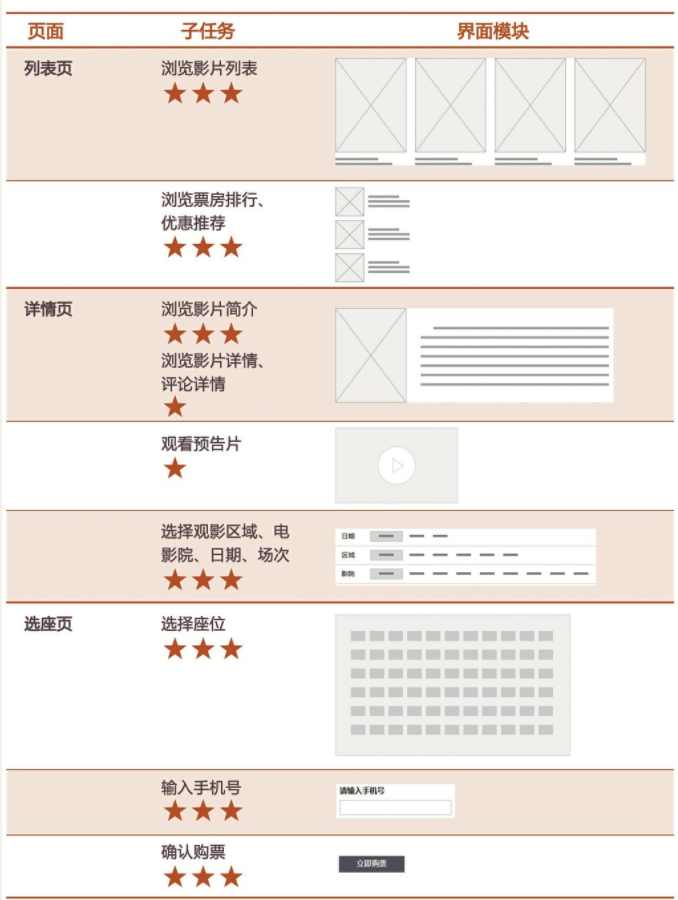 页面 子任务 界面模块
列表页 浏览影片列表
★★★
浏览票房排行、
优惠推荐
★★★
详情页 浏览影片简介
★★★
浏览影片详情、
评论详情
★
观看预告片
★
选择观影区域、电
影院、日期、场次
★★★
日期
区域
影院
选座页 选择座位
★★★
输入手机号
★★★
请输入手机号
确认购票
★★★
立即购票